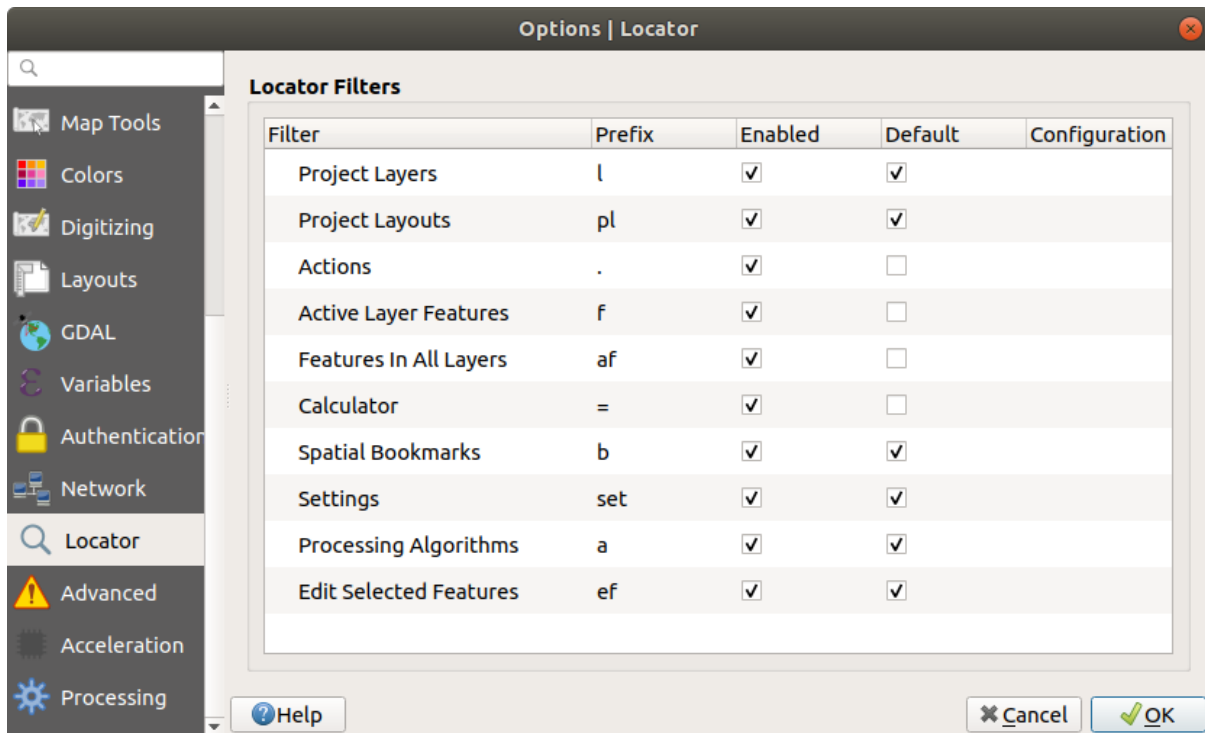 Options | Locator
Map Tools
Colors
Digitizing
Layouts
GDAL
Variables
Authentication
Network
Locator
Advanced
Acceleration
Processing
Locator Filters
Filter Prefix Enabled Default Configuration
Project Layers l
Project Layouts pl
Actions .
Active Layer Features f
Features In All Layers af
Calculator =
Spatial Bookmarks b
Settings set
Processing Algorithms a
Edit Selected Features ef
Help Cancel OK